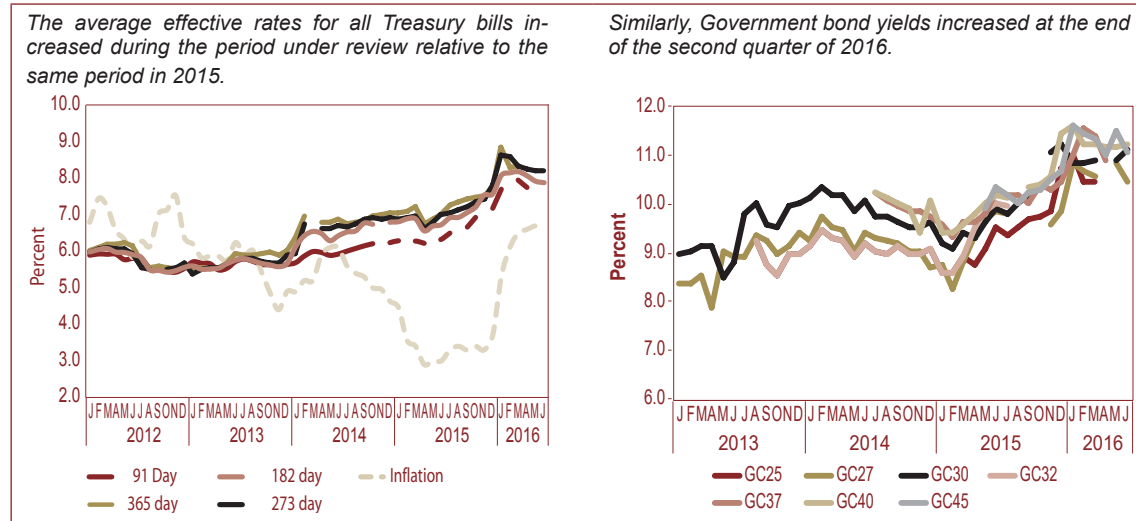 The average effective rates for all Treasury bills in-
creased during the period under review relative to the
same period in 2015.
10.0
9.0
8.0
7.0
6.0
5.0
4.0
3.0
2.0
Percent
J F M A M J J A S O N D J F M A M J J A S O N D J F M A M J J A S O N D J F M A M J J A S O N D J F M A M J
2012 2013 2014 2015 2016
91 Day 182 day Inflation
365 day 273 day
Similarly, Government bond yields increased at the end
of the second quarter of 2016.
12.0
11.0
10.0
9.0
8.0
7.0
6.0
Percent
J F M A M J J A S O N D J F M A M J J A S O N D J F M A M J J A S O N D J F M A M J
2013 2014 2015 2016
GC25 GC27 GC30 GC32
GC37 GC40 GC45